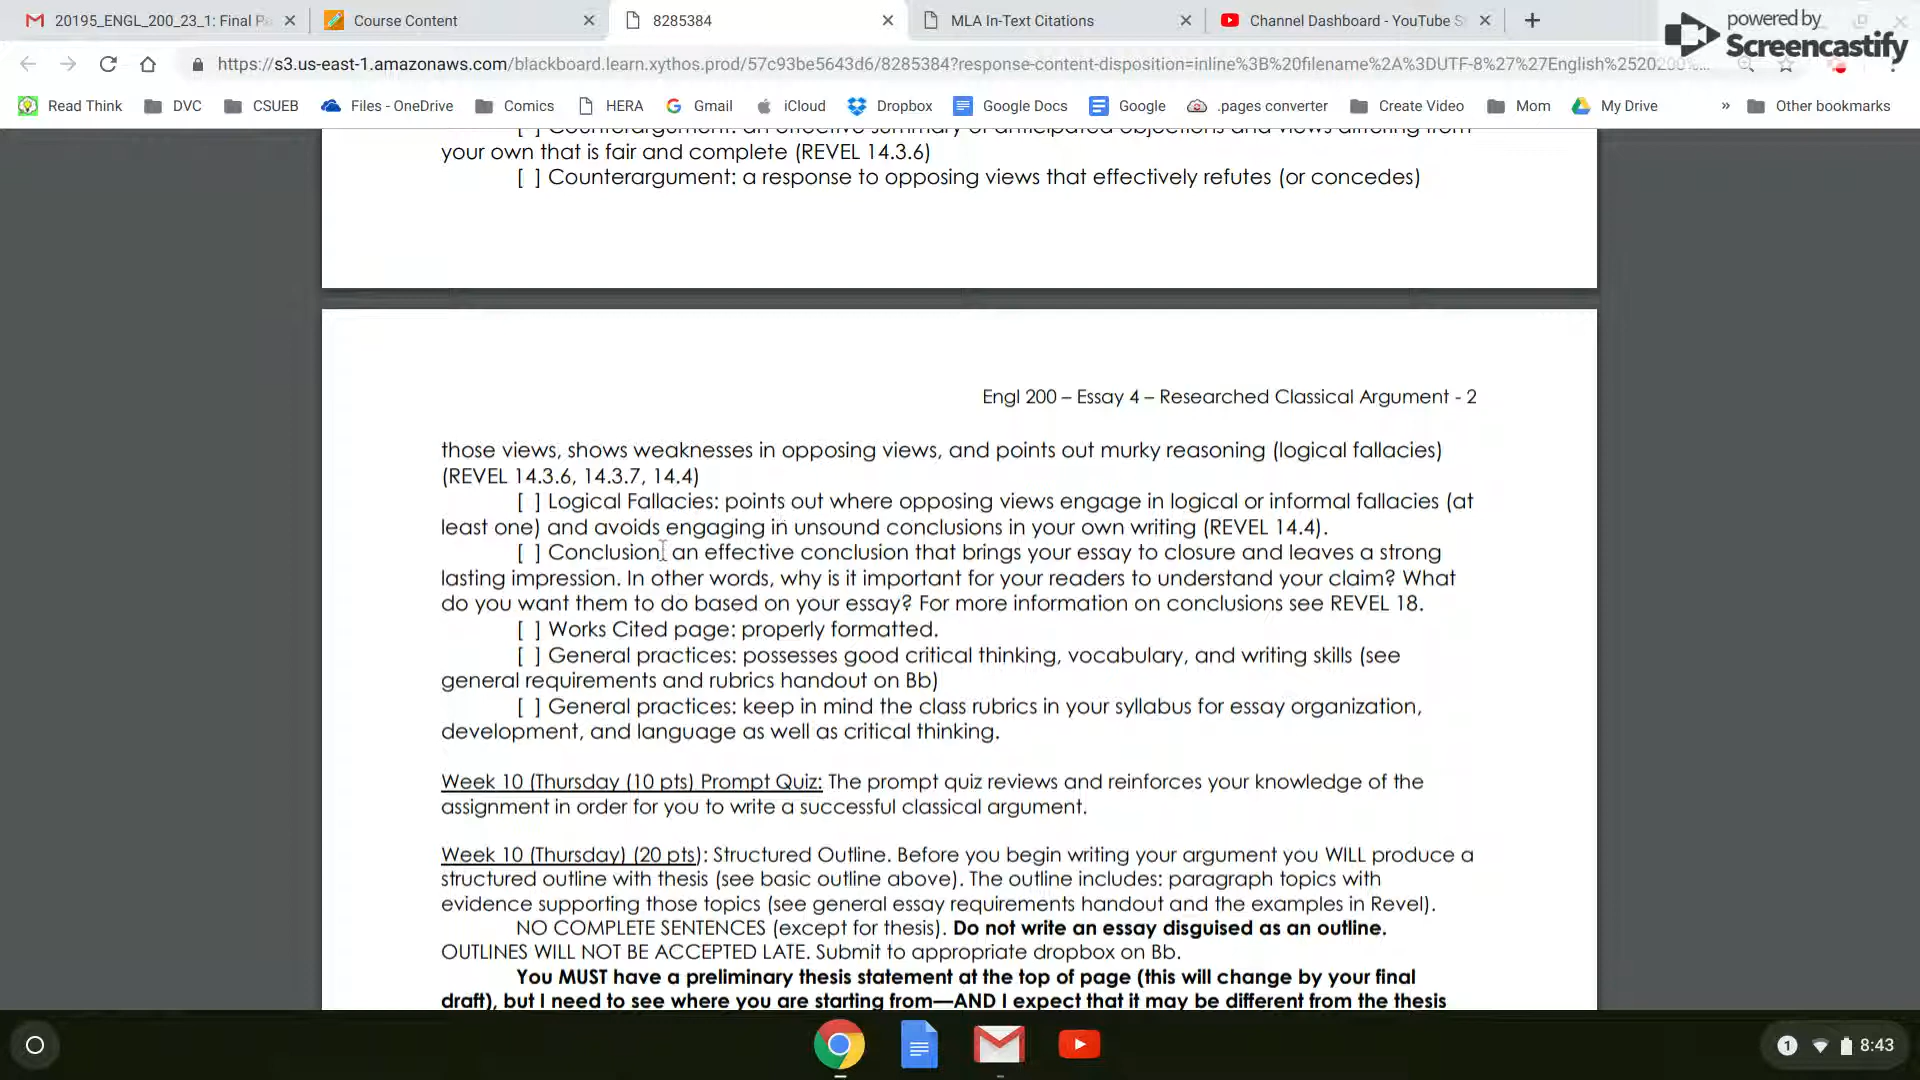 20195_ENGL_200_23_1: Final Pa
Course Content
8285384
MLA In-Text Citations
Channel Dashboard - YouTube S
powered by
Screencastify
https://s3.us-east-1.amazonaws.com/blackboard.learn.xythos.prod/57c93be5643d6/8285384?response-content-disposition=inline%3B%20filename%2A%3DUTF-8%27%27English%2520200%...
Read Think
DVC
CSUEB
Files - OneDrive
Comics
HERA
Gmail
iCloud
Dropbox
Google Docs
Google
.pages converter
Create Video
Mom
My Drive
»
Other bookmarks
[ ] Counterargument: an effective summary of anticipated objections and views differing from
your own that is fair and complete (REVEL 14.3.6)
[ ] Counterargument: a response to opposing views that effectively refutes (or concedes)
Engl 200 – Essay 4 – Researched Classical Argument - 2
those views, shows weaknesses in opposing views, and points out murky reasoning (logical fallacies)
(REVEL 14.3.6, 14.3.7, 14.4)
[ ] Logical Fallacies: points out where opposing views engage in logical or informal fallacies (at
least one) and avoids engaging in unsound conclusions in your own writing (REVEL 14.4).
[ ] Conclusion: an effective conclusion that brings your essay to closure and leaves a strong
lasting impression. In other words, why is it important for your readers to understand your claim? What
do you want them to do based on your essay? For more information on conclusions see REVEL 18.
[ ] Works Cited page: properly formatted.
[ ] General practices: possesses good critical thinking, vocabulary, and writing skills (see
general requirements and rubrics handout on Bb)
[ ] General practices: keep in mind the class rubrics in your syllabus for essay organization,
development, and language as well as critical thinking.
Week 10 (Thursday (10 pts) Prompt Quiz: The prompt quiz reviews and reinforces your knowledge of the
assignment in order for you to write a successful classical argument.
Week 10 (Thursday) (20 pts): Structured Outline. Before you begin writing your argument you WILL produce a
structured outline with thesis (see basic outline above). The outline includes: paragraph topics with
evidence supporting those topics (see general essay requirements handout and the examples in Revel).
NO COMPLETE SENTENCES (except for thesis). Do not write an essay disguised as an outline.
OUTLINES WILL NOT BE ACCEPTED LATE. Submit to appropriate dropbox on Bb.
You MUST have a preliminary thesis statement at the top of page (this will change by your final
draft), but I need to see where you are starting from—AND I expect that it may be different from the thesis
1
8:43